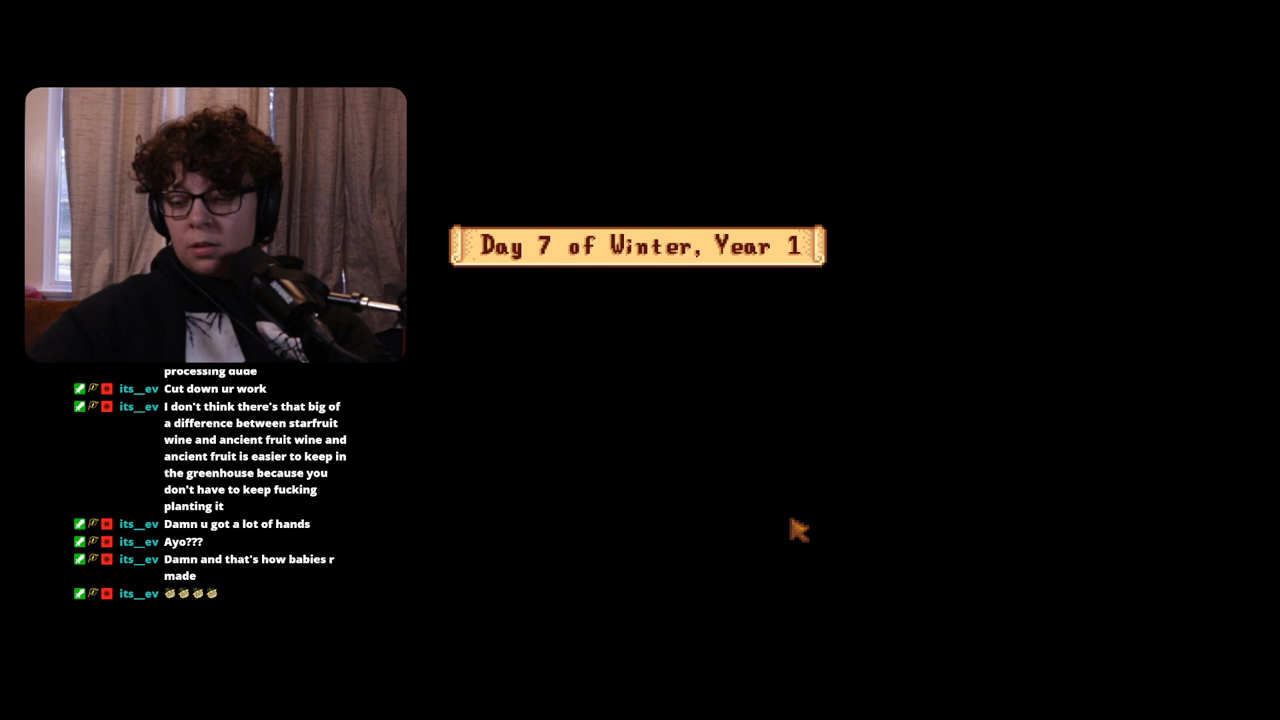 Day 7 of Winter, Year 1
processing dude
its__ev Cut down ur work
its__ev I don't think there's that big of
a difference between starfruit
wine and ancient fruit wine and
ancient fruit is easier to keep in
the greenhouse because you
don't have to keep fucking
planting it
its__ev Damn u got a lot of hands
its__ev Ayo???
its__ev Damn and that's how babies r
made
its__ev